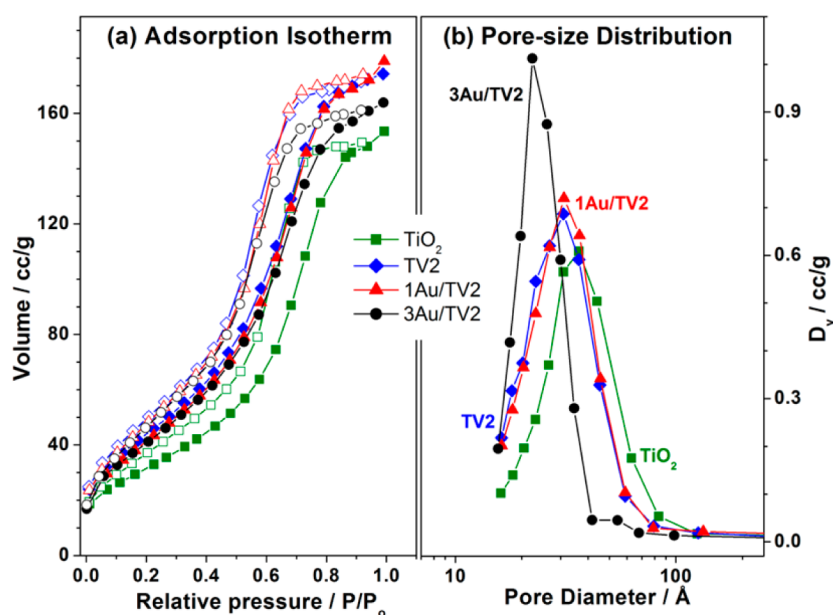 (a) Adsorption Isotherm
(b) Pore-size Distribution
Volume / cc/g
160
120
80
40
0
0.0 0.2 0.4 0.6 0.8 1.0
Relative pressure / P/Po
TiO2
TV2
1Au/TV2
3Au/TV2
3Au/TV2
1Au/TV2
TV2
TiO2
0.9
0.6
0.3
0.0
Dv / cc/g
10 100
Pore Diameter / Å